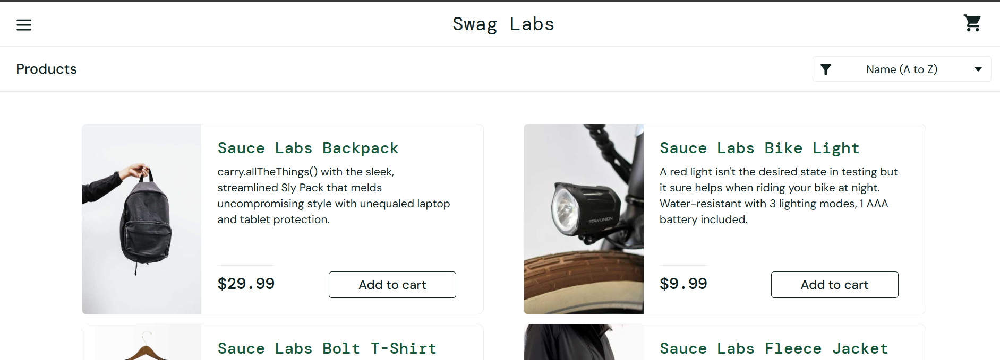 Swag Labs
Products
Name (A to Z)
Sauce Labs Backpack
carry.allTheThings() with the sleek,
streamlined Sly Pack that melds
uncompromising style with unequaled laptop
and tablet protection.
$29.99
Add to cart
Sauce Labs Bike Light
A red light isn't the desired state in testing but
it sure helps when riding your bike at night.
Water-resistant with 3 lighting modes, 1 AAA
battery included.
STAR UNION
$9.99
Add to cart
Sauce Labs Bolt T-Shirt
Sauce Labs Fleece Jacket